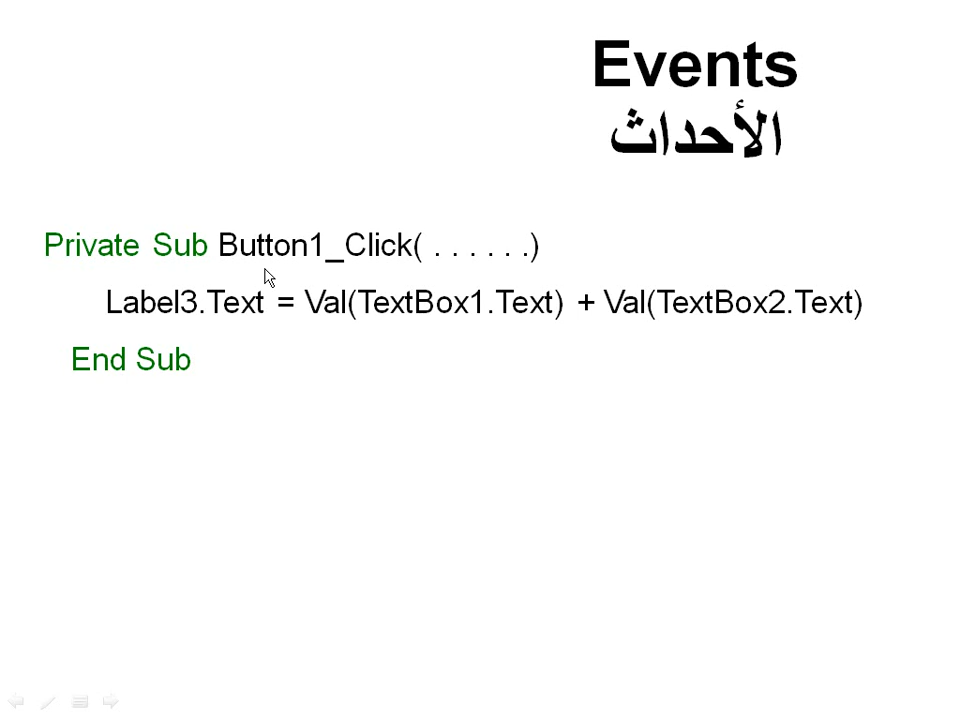 Events
الأحداث
Private Sub Button1_Click( . . . . . .)
Label3.Text = Val(TextBox1.Text) + Val(TextBox2.Text)
End Sub